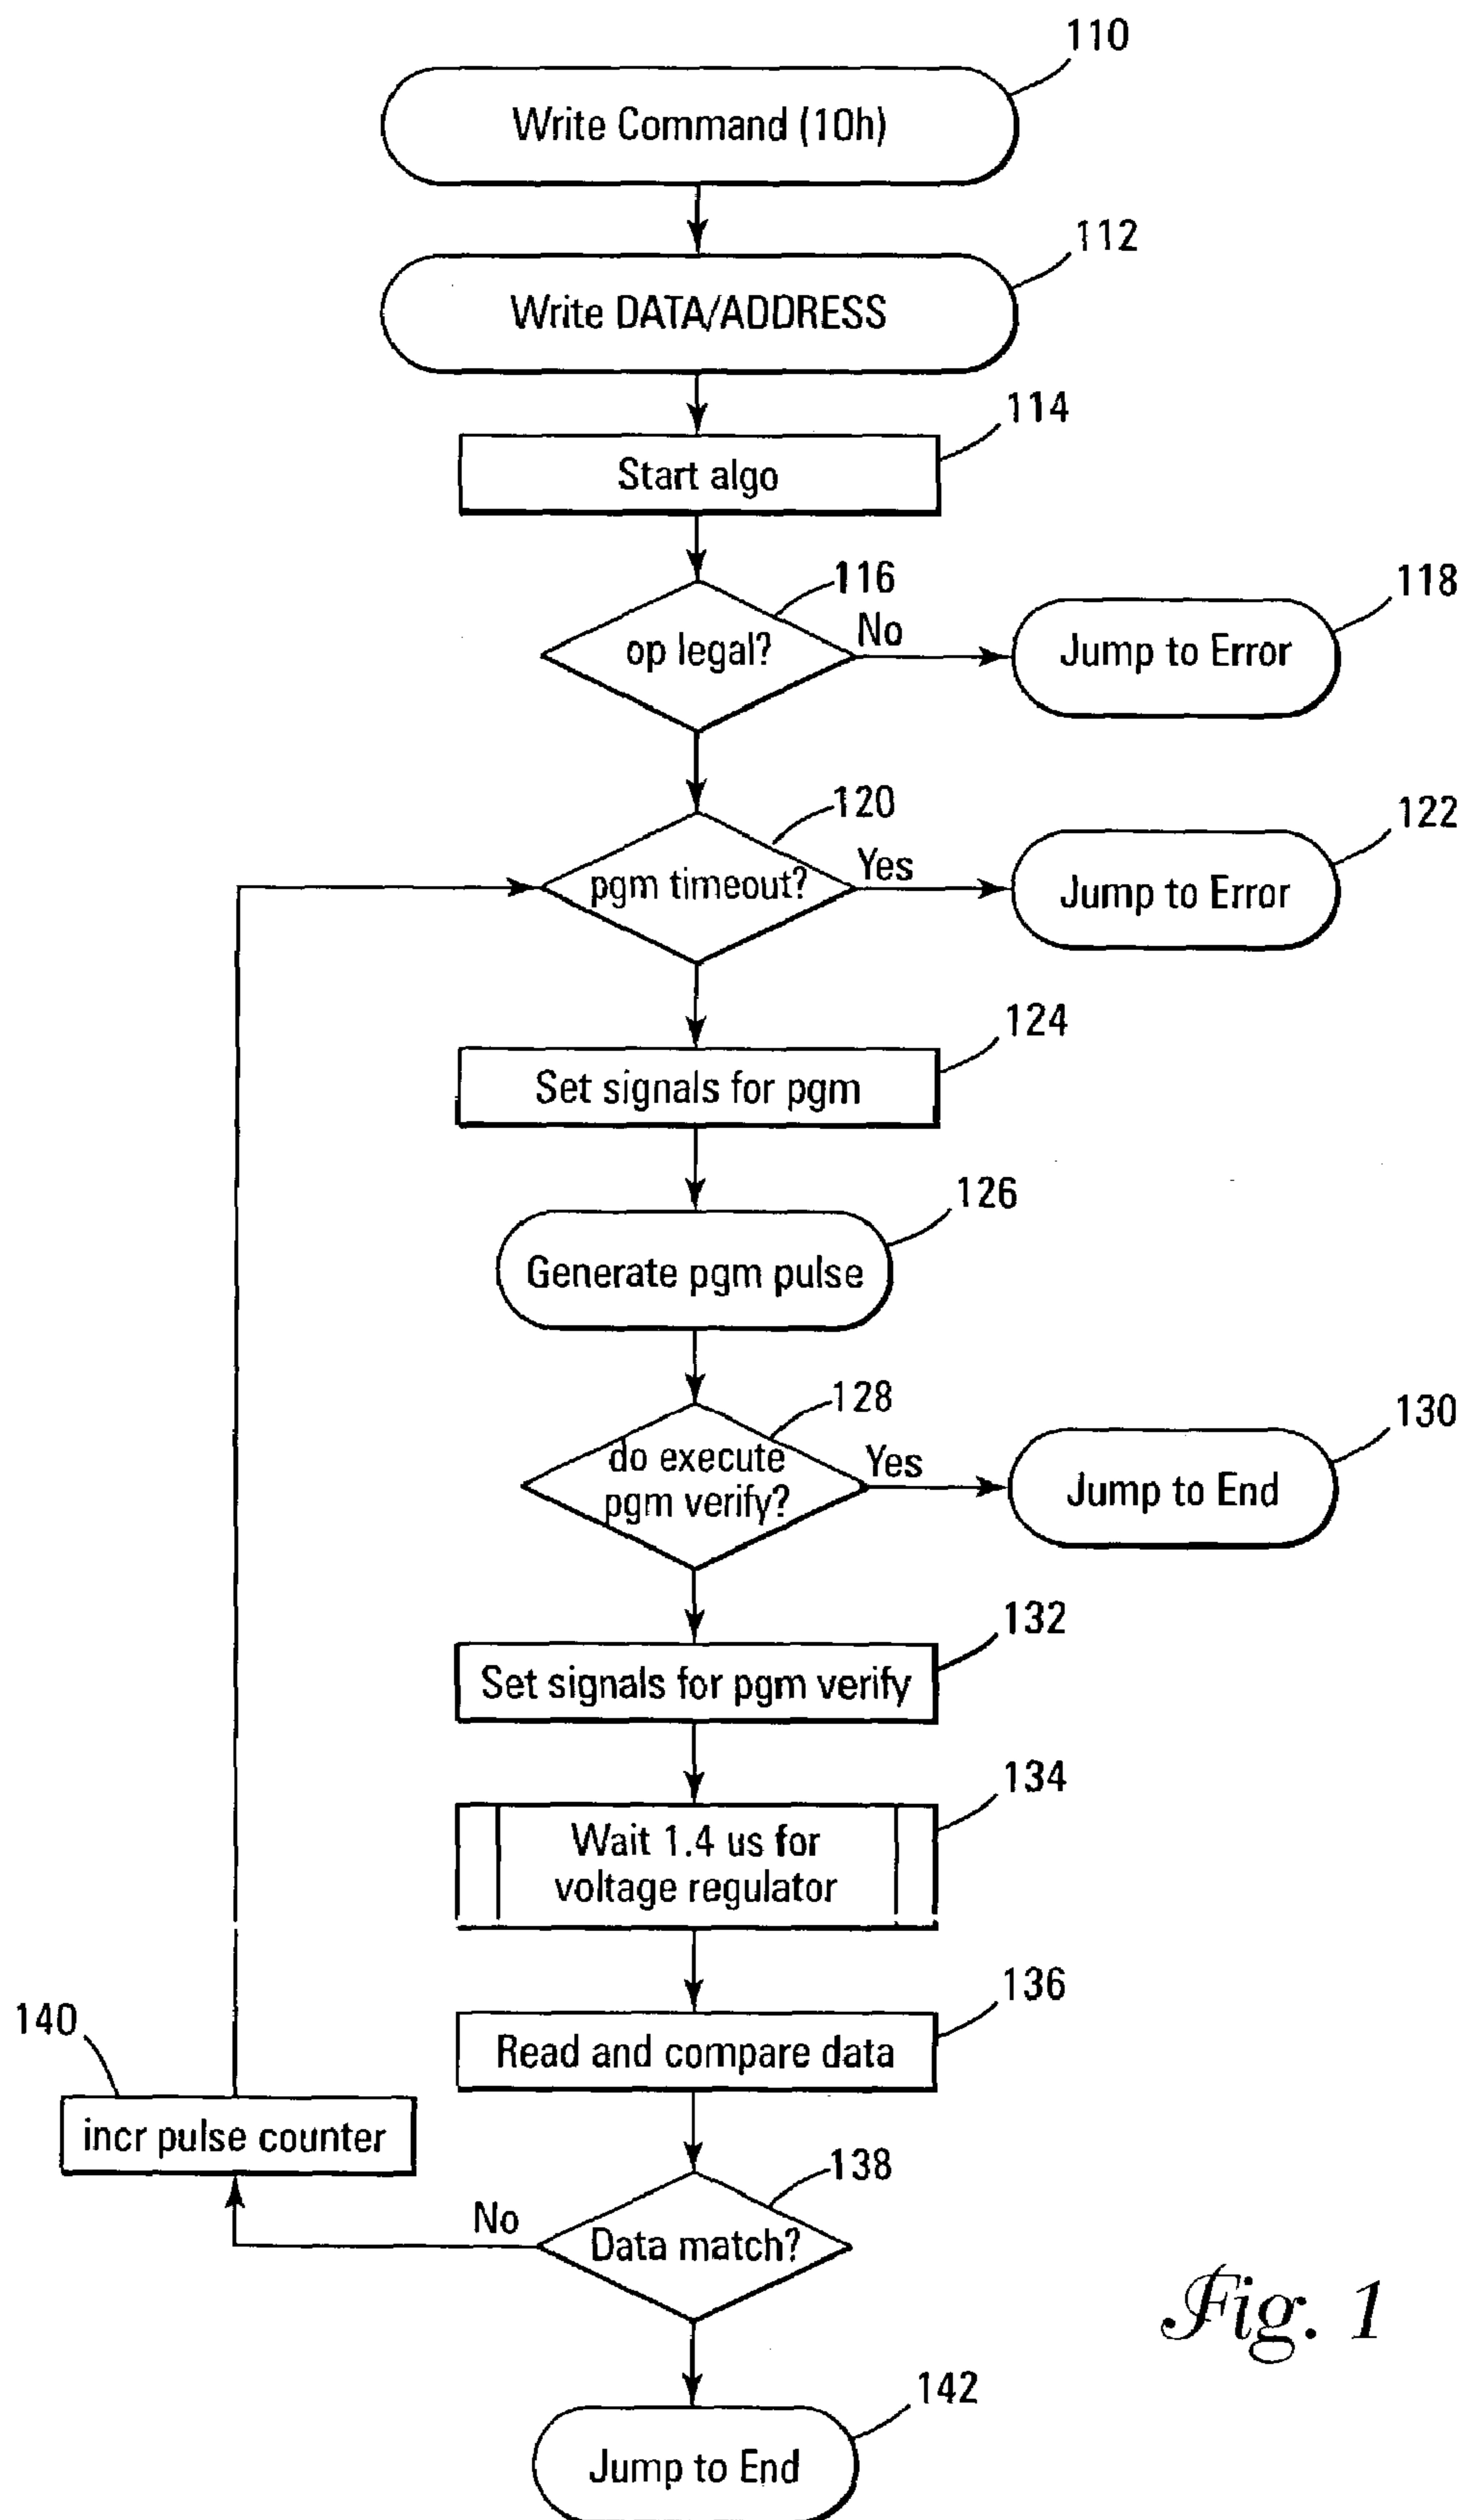 110
Write Command (10h)
112
Write DATA/ADDRESS
114
Start algo
116
op legal?
No
118
Jump to Error
120
pgm timeout?
Yes
122
Jump to Error
124
Set signals for pgm
126
Generate pgm pulse
128
do execute
pgm verify?
Yes
130
Jump to End
132
Set signals for pgm verify
134
Wait 1.4 us for
voltage regulator
136
Read and compare data
140
incr pulse counter
138
Data match?
No
142
Jump to End
Fig. 1